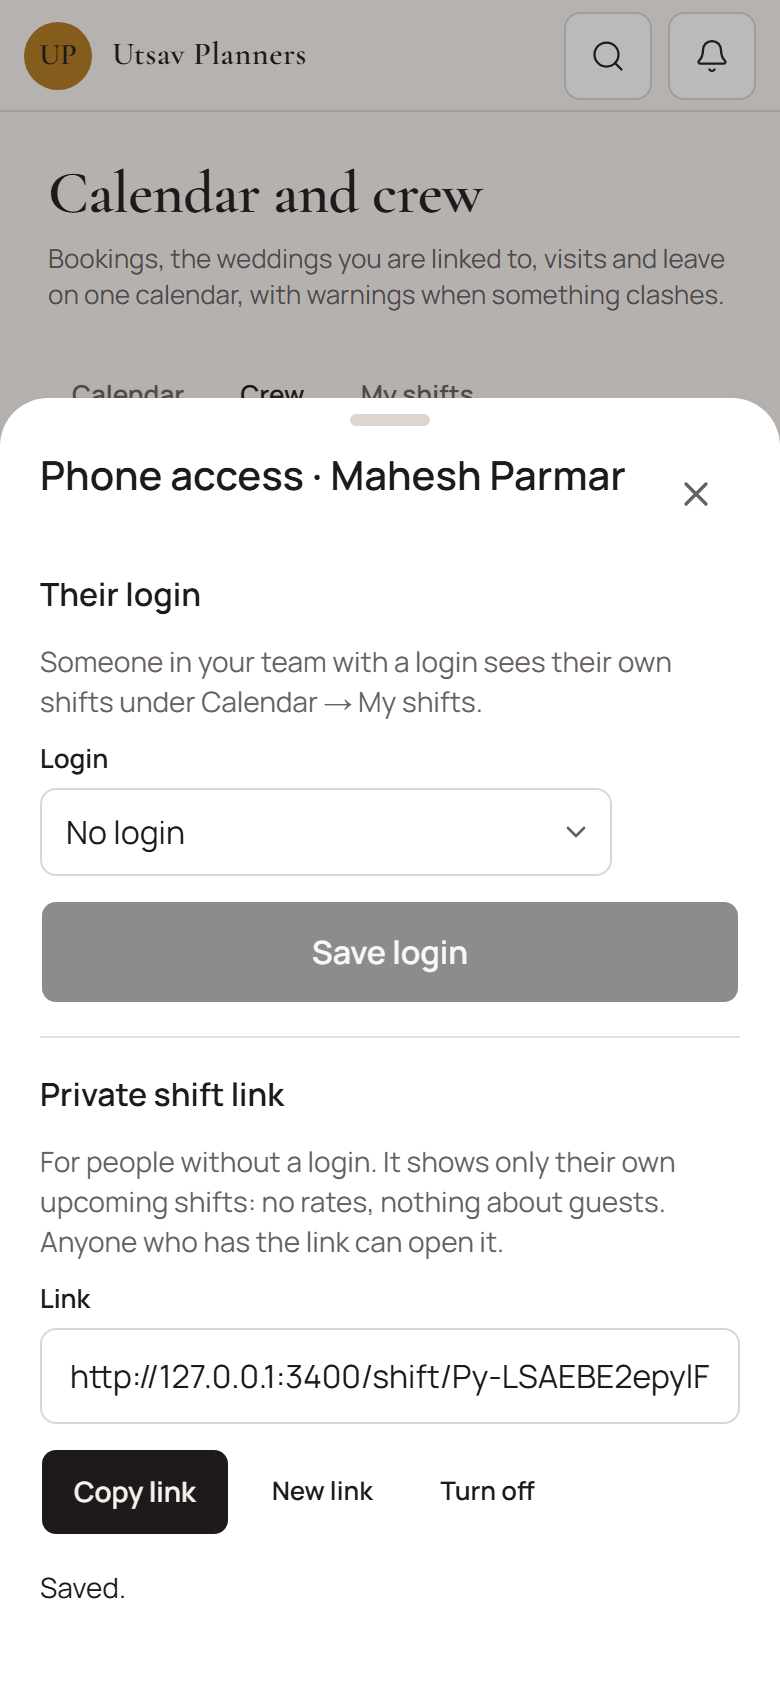 UP Utsav Planners
Calendar and crew
Bookings, the weddings you are linked to, visits and leave
on one calendar, with warnings when something clashes.
Calendar Crew My shifts
Phone access · Mahesh Parmar
Their login
Someone in your team with a login sees their own
shifts under Calendar → My shifts.
Login
No login
Save login
Private shift link
For people without a login. It shows only their own
upcoming shifts: no rates, nothing about guests.
Anyone who has the link can open it.
Link
http://127.0.0.1:3400/shift/Py-LSAEBE2epylF
Copy link New link Turn off
Saved.